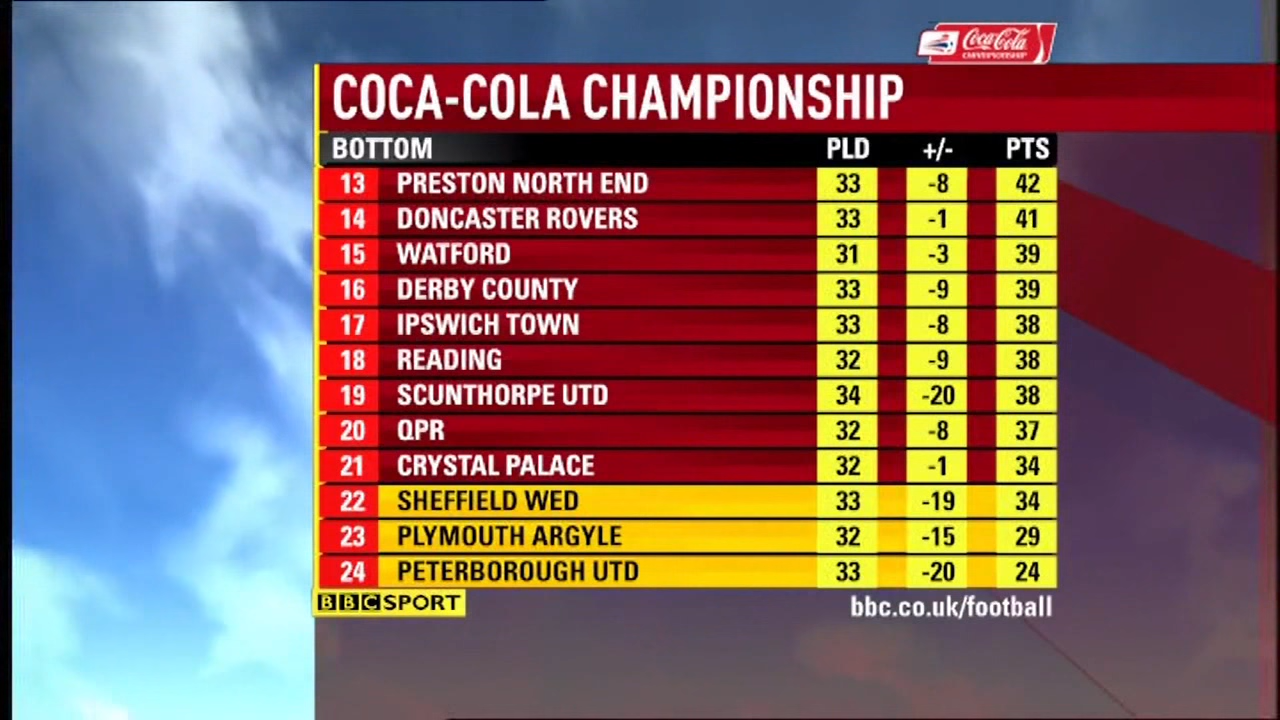 Coca-Cola
CHAMPIONSHIP
COCA-COLA CHAMPIONSHIP
BOTTOM PLD +/- PTS
13 PRESTON NORTH END 33 -8 42
14 DONCASTER ROVERS 33 -1 41
15 WATFORD 31 -3 39
16 DERBY COUNTY 33 -9 39
17 IPSWICH TOWN 33 -8 38
18 READING 32 -9 38
19 SCUNTHORPE UTD 34 -20 38
20 QPR 32 -8 37
21 CRYSTAL PALACE 32 -1 34
22 SHEFFIELD WED 33 -19 34
23 PLYMOUTH ARGYLE 32 -15 29
24 PETERBOROUGH UTD 33 -20 24
BBC SPORT bbc.co.uk/football